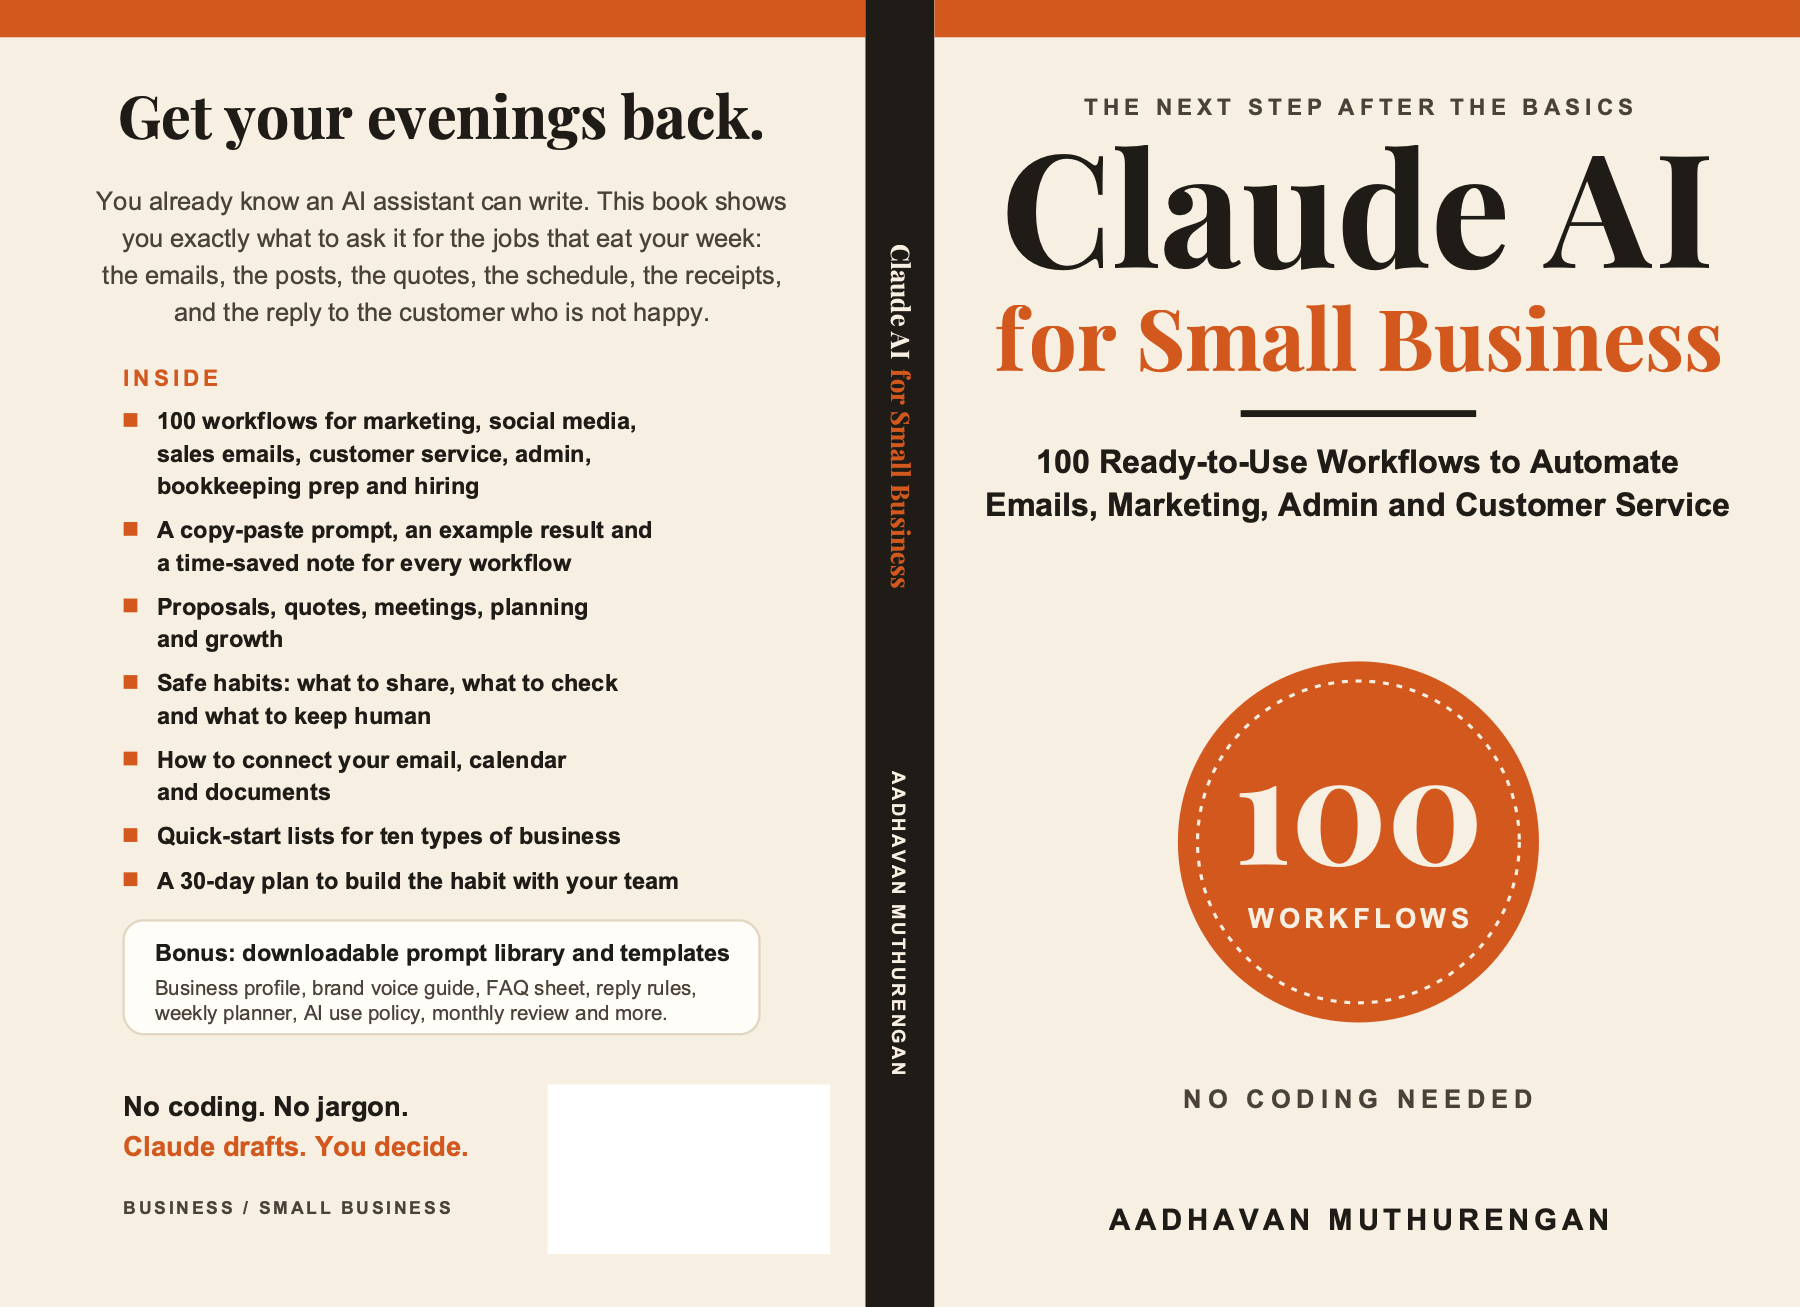 Get your evenings back.
You already know an AI assistant can write. This book shows
you exactly what to ask it for the jobs that eat your week:
the emails, the posts, the quotes, the schedule, the receipts,
and the reply to the customer who is not happy.
INSIDE
100 workflows for marketing, social media,
sales emails, customer service, admin,
bookkeeping prep and hiring
A copy-paste prompt, an example result and
a time-saved note for every workflow
Proposals, quotes, meetings, planning
and growth
Safe habits: what to share, what to check
and what to keep human
How to connect your email, calendar
and documents
Quick-start lists for ten types of business
A 30-day plan to build the habit with your team
Bonus: downloadable prompt library and templates
Business profile, brand voice guide, FAQ sheet, reply rules,
weekly planner, AI use policy, monthly review and more.
No coding. No jargon.
Claude drafts. You decide.
BUSINESS / SMALL BUSINESS
Claude AI for Small Business
AADHAVAN MUTHURENGAN
THE NEXT STEP AFTER THE BASICS
Claude AI
for Small Business
100 Ready-to-Use Workflows to Automate
Emails, Marketing, Admin and Customer Service
100
WORKFLOWS
NO CODING NEEDED
AADHAVAN MUTHURENGAN